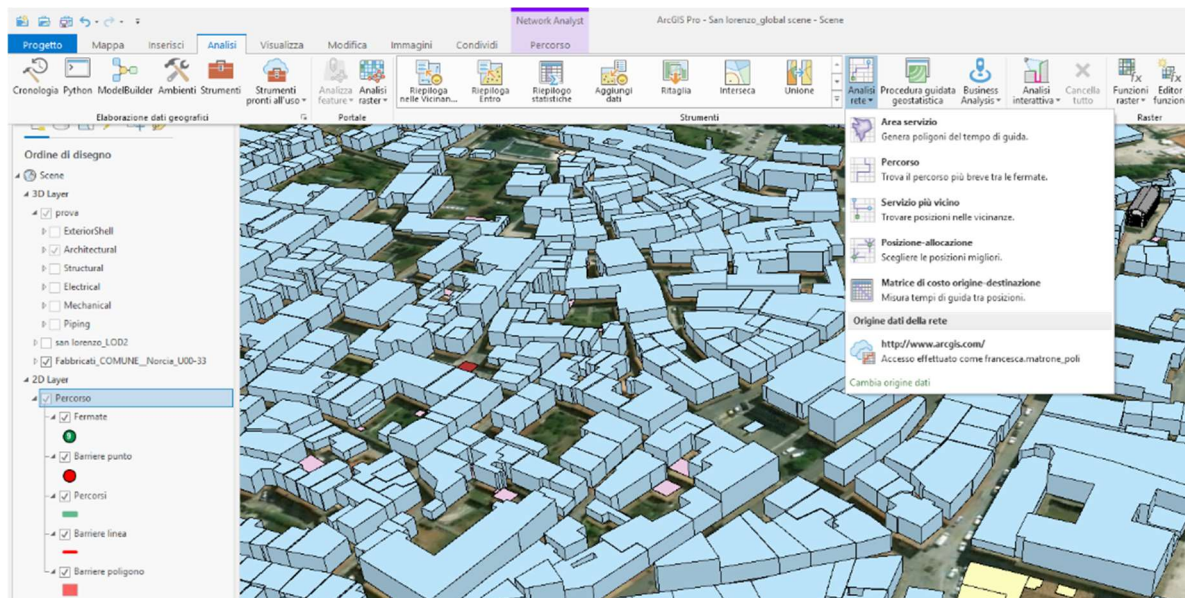 Network Analyst
ArcGIS Pro - San lorenzo_global scene - Scene
Progetto Mappa Inserisci Analisi Visualizza Modifica Immagini Condividi Percorso
Cronologia Python ModelBuilder Ambienti Strumenti Strumenti pronti all'uso
Analizza feature Analisi raster
Riepiloga nelle Vicinan... Riepiloga Entro Riepilogo statistiche Aggiungi dati Ritaglia Interseca Unione
Analisi rete Procedura guidata geostatistica Business Analysis Analisi interattiva Cancella tutto Funzioni raster Editor funzion
Elaborazione dati geografici Portale Strumenti Raster
Ordine di disegno
Scene
3D Layer
prova
ExteriorShell
Architectural
Structural
Electrical
Mechanical
Piping
san lorenzo_LOD2
Fabbricati_COMUNE__Norcia_U00-33
2D Layer
Percorso
Fermate
9
Barriere punto
Percorsi
Barriere linea
Barriere poligono
Area servizio
Genera poligoni del tempo di guida.
Percorso
Trova il percorso più breve tra le fermate.
Servizio più vicino
Trovare posizioni nelle vicinanze.
Posizione-allocazione
Scegliere le posizioni migliori.
Matrice di costo origine-destinazione
Misura tempi di guida tra posizioni.
Origine dati della rete
http://www.arcgis.com/
Accesso effettuato come francesca.matrone_poli
Cambia origine dati